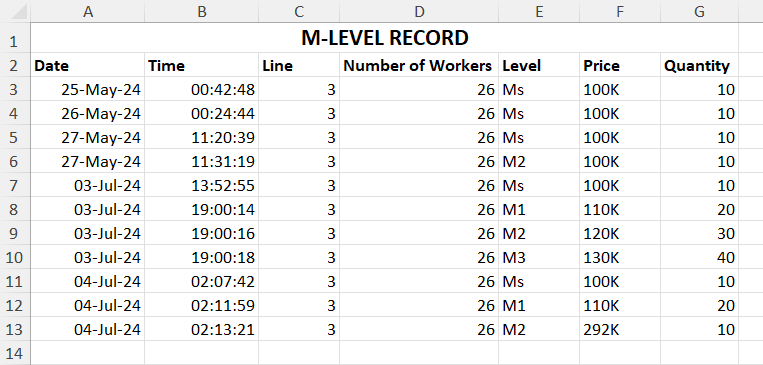 A B C D E F G
1 M-LEVEL RECORD
2 Date Time Line Number of Workers Level Price Quantity
3 25-May-24 00:42:48 3 26 Ms 100K 10
4 26-May-24 00:24:44 3 26 Ms 100K 10
5 27-May-24 11:20:39 3 26 Ms 100K 10
6 27-May-24 11:31:19 3 26 M2 100K 10
7 03-Jul-24 13:52:55 3 26 Ms 100K 10
8 03-Jul-24 19:00:14 3 26 M1 110K 20
9 03-Jul-24 19:00:16 3 26 M2 120K 30
10 03-Jul-24 19:00:18 3 26 M3 130K 40
11 04-Jul-24 02:07:42 3 26 Ms 100K 10
12 04-Jul-24 02:11:59 3 26 M1 110K 20
13 04-Jul-24 02:13:21 3 26 M2 292K 10
14